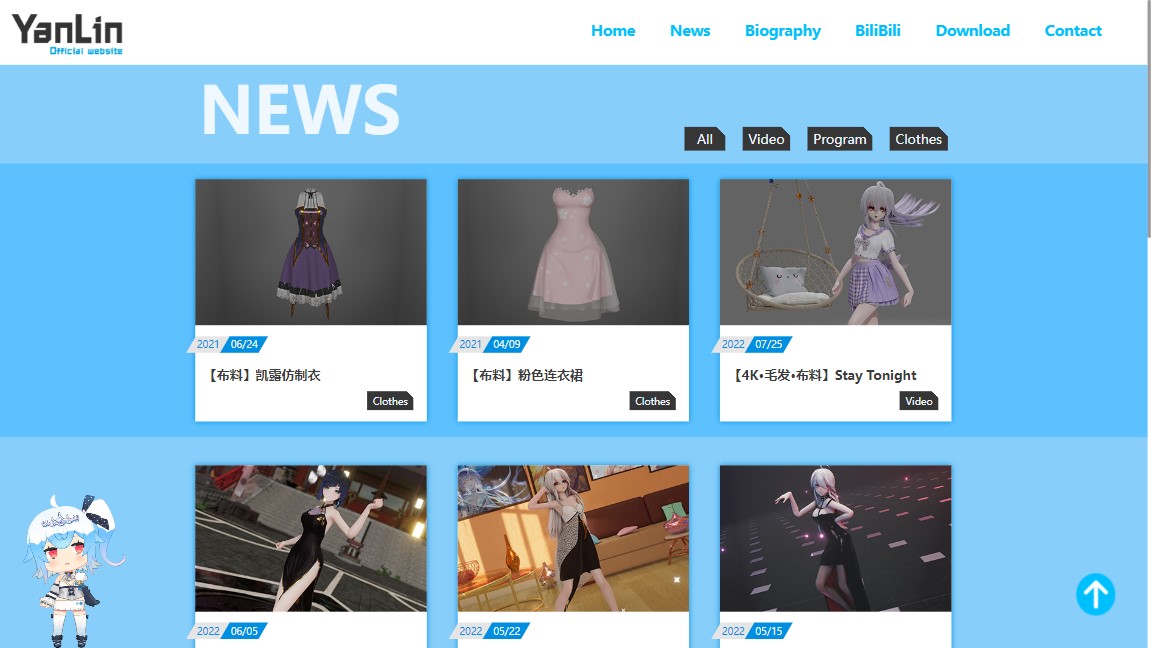 YanLin
Official website
Home News Biography BiliBili Download Contact
NEWS
All Video Program Clothes
2021 06/24
【布料】凯露仿制衣
Clothes
2021 04/09
【布料】粉色连衣裙
Clothes
2022 07/25
【4K·毛发·布料】Stay Tonight
Video
2022 06/05
2022 05/22
2022 05/15